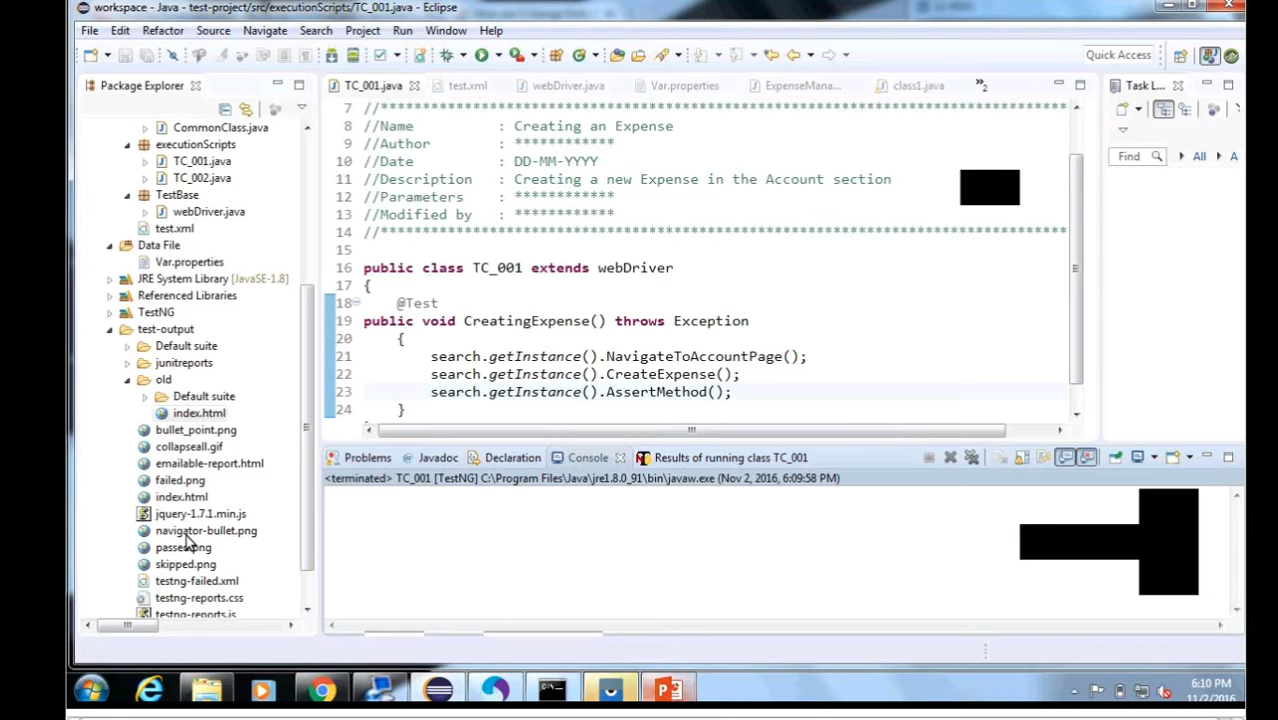 workspace - Java - test-project/src/executionScripts/TC_001.java - Eclipse
File Edit Refactor Source Navigate Search Project Run Window Help
Quick Access
Package Explorer
CommonClass.java
executionScripts
TC_001.java
TC_002.java
TestBase
webDriver.java
test.xml
Data File
Var.properties
JRE System Library [JavaSE-1.8]
Referenced Libraries
TestNG
test-output
Default suite
junitreports
old
Default suite
index.html
bullet_point.png
collapseall.gif
emailable-report.html
failed.png
index.html
jquery-1.7.1.min.js
navigator-bullet.png
passed.png
skipped.png
testng-failed.xml
testng-reports.css
testng-reports.js
TC_001.java test.xml webDriver.java Var.properties ExpenseMana... class1.java »2
7 //******************************************************************************
8 //Name : Creating an Expense
9 //Author : ************
10 //Date : DD-MM-YYYY
11 //Description : Creating a new Expense in the Account section
12 //Parameters : ************
13 //Modified by : ************
14 //******************************************************************************
15
16 public class TC_001 extends webDriver
17 {
18 @Test
19 public void CreatingExpense() throws Exception
20 {
21 search.getInstance().NavigateToAccountPage();
22 search.getInstance().CreateExpense();
23 search.getInstance().AssertMethod();
24 }
Task L...
Find All A
Problems Javadoc Declaration Console Results of running class TC_001
<terminated> TC_001 [TestNG] C:\Program Files\Java\jre1.8.0_91\bin\javaw.exe (Nov 2, 2016, 6:09:58 PM)
6:10 PM
11/2/2016